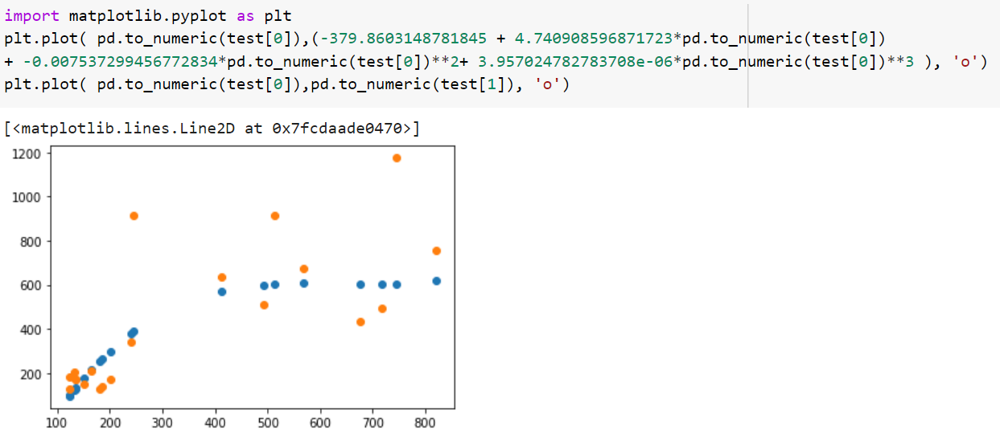 import matplotlib.pyplot as plt
plt.plot( pd.to_numeric(test[0]),(-379.8603148781845 + 4.740908596871723*pd.to_numeric(test[0])
+ -0.007537299456772834*pd.to_numeric(test[0])**2+ 3.957024782783708e-06*pd.to_numeric(test[0])**3 ), 'o')
plt.plot( pd.to_numeric(test[0]),pd.to_numeric(test[1]), 'o')
[<matplotlib.lines.Line2D at 0x7fcdaade0470>]
1200
1000
800
600
400
200
100 200 300 400 500 600 700 800